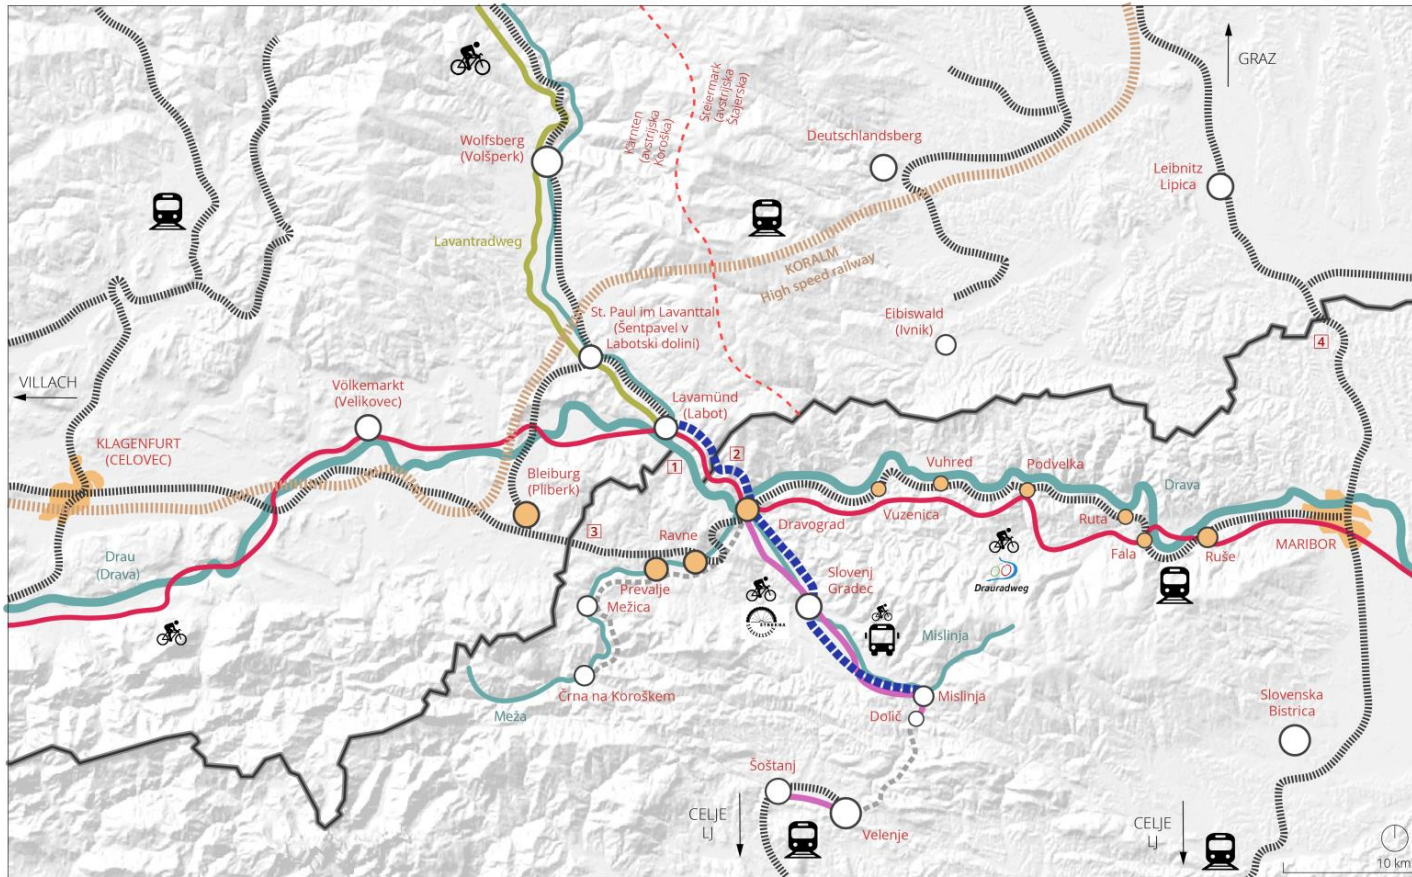 GRAZ
Steiermark
(avstrijska
Štajerska)
Kärnten
(avstrijska
Koroška)
Wolfsberg
(Volšperk)
Deutschlandsberg
Leibnitz
Lipica
Lavantradweg
KORALM
High speed railway
St. Paul im Lavanttal
(Šentpavel v
Labotski dolini)
Eibiswald
(Ivnik)
4
VILLACH
Völkemarkt
(Velikovec)
Lavamünd
(Labot)
KLAGENFURT
(CELOVEC)
Bleiburg
(Pliberk)
1
2
Vuhred
Podvelka
Drava
Dravograd
Vuzenica
Ruta
Fala
Ruše
MARIBOR
3
Ravne
Drau
(Drava)
Prevalje
Mežica
Slovenj
Gradec
Drauradweg
ŠTREKNA
Mislinja
Črna na Koroškem
Meža
Mislinja
Dolič
Slovenska
Bistrica
Šoštanj
Velenje
CELJE
LJ
CELJE
LJ
10 km